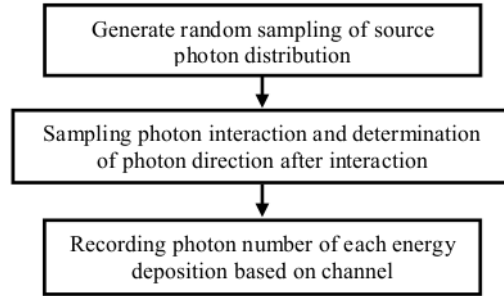 Generate random sampling of source
photon distribution
Sampling photon interaction and determination
of photon direction after interaction
Recording photon number of each energy
deposition based on channel